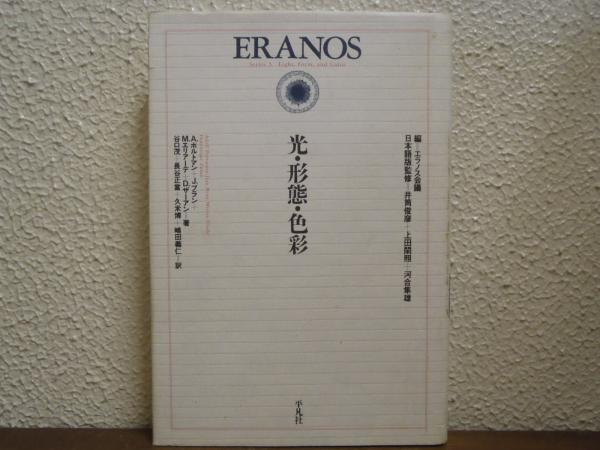 ERANOS
Series 5. Light, Form, and Color
編=エラノス会議
日本語版監修=井筒俊彦+上田閑照+河合隼雄
光・形態・色彩
A.ポルトマン+J.ブラン+
M.エリアーデ+D.ザーアン=著
谷口茂+長谷正當+久米博+嶋田義仁=訳
平凡社